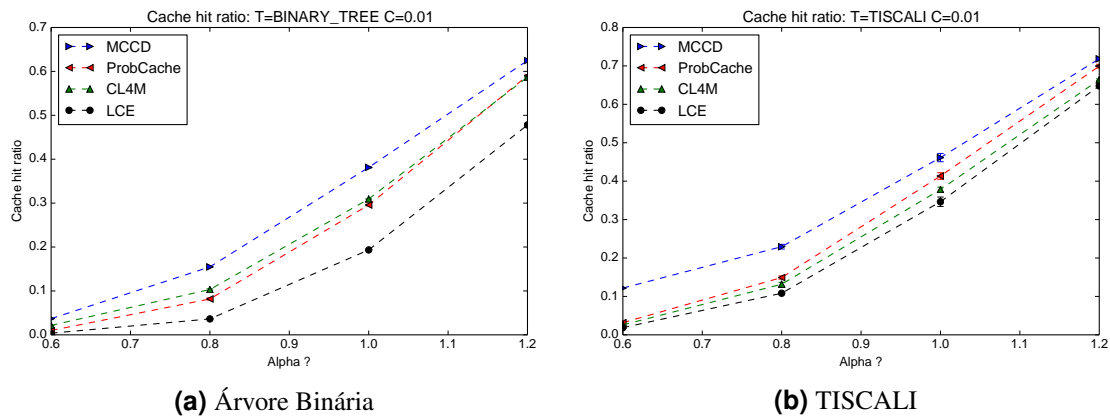 Cache hit ratio: T=BINARY_TREE C=0.01
0.7
0.6
0.5
0.4
0.3
0.2
0.1
0.0
Cache hit ratio
MCCD
ProbCache
CL4M
LCE
0.6 0.7 0.8 0.9 1.0 1.1 1.2
Alpha ?
(a) Árvore Binária
Cache hit ratio: T=TISCALI C=0.01
0.8
0.7
0.6
0.5
0.4
0.3
0.2
0.1
0.0
Cache hit ratio
MCCD
ProbCache
CL4M
LCE
0.6 0.7 0.8 0.9 1.0 1.1 1.2
Alpha ?
(b) TISCALI